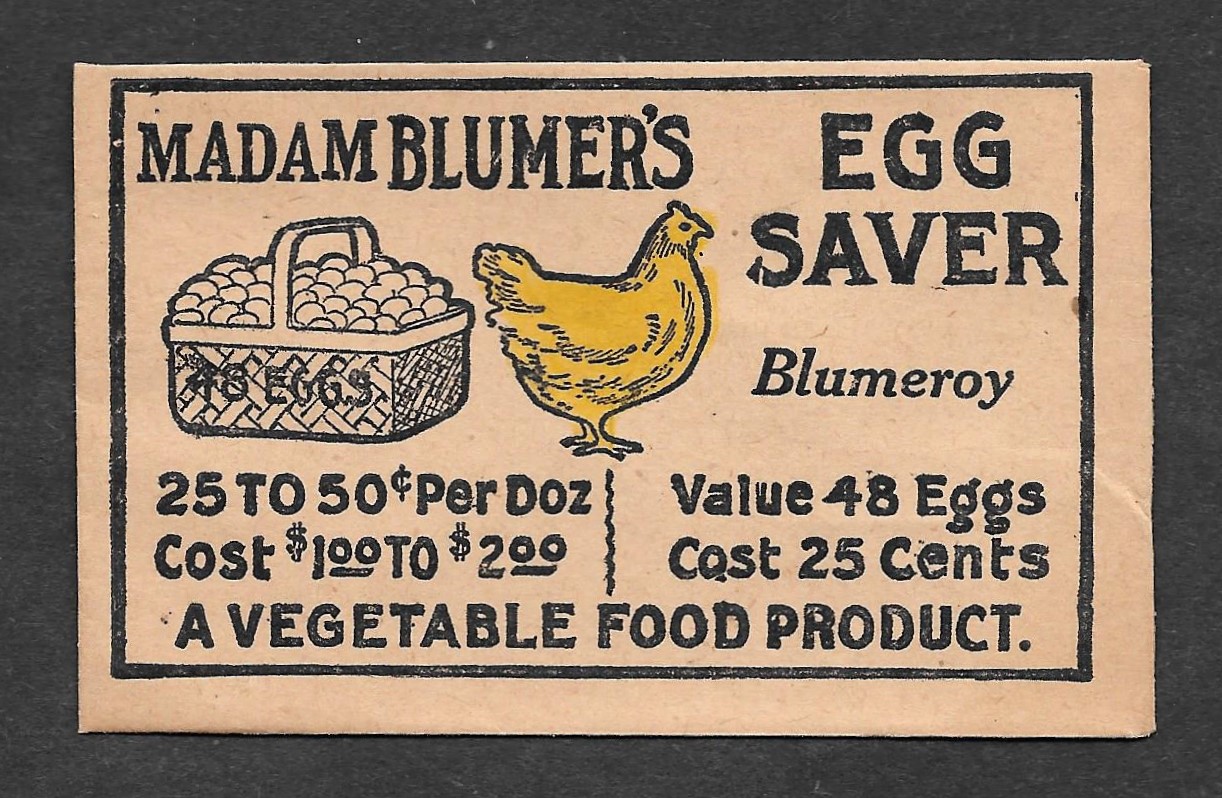 MADAM BLUMER'S
EGG
SAVER
Blumeroy
48 EGGS
25 TO 50¢ Per Doz
Cost $1.00 TO $2.00
Value 48 Eggs
Cost 25 Cents
A VEGETABLE FOOD PRODUCT.